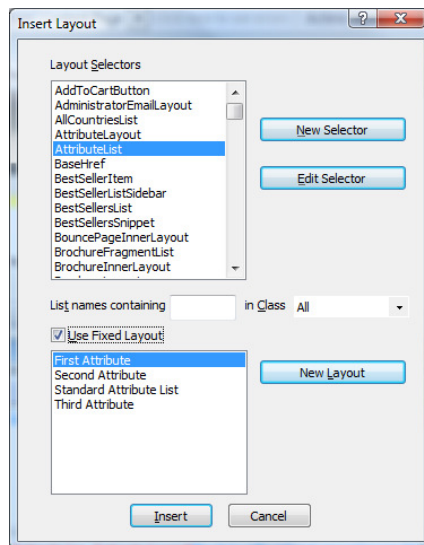 Insert Layout
Layout Selectors
AddToCartButton
AdministratorEmailLayout
AllCountriesList
AttributeLayout
AttributeList
BaseHref
BestSellerItem
BestSellerListSidebar
BestSellersList
BestSellersSnippet
BouncePageInnerLayout
BrochureFragmentList
BrochureInnerLayout
New Selector
Edit Selector
List names containing in Class All
Use Fixed Layout
First Attribute
Second Attribute
Standard Attribute List
Third Attribute
New Layout
Insert Cancel